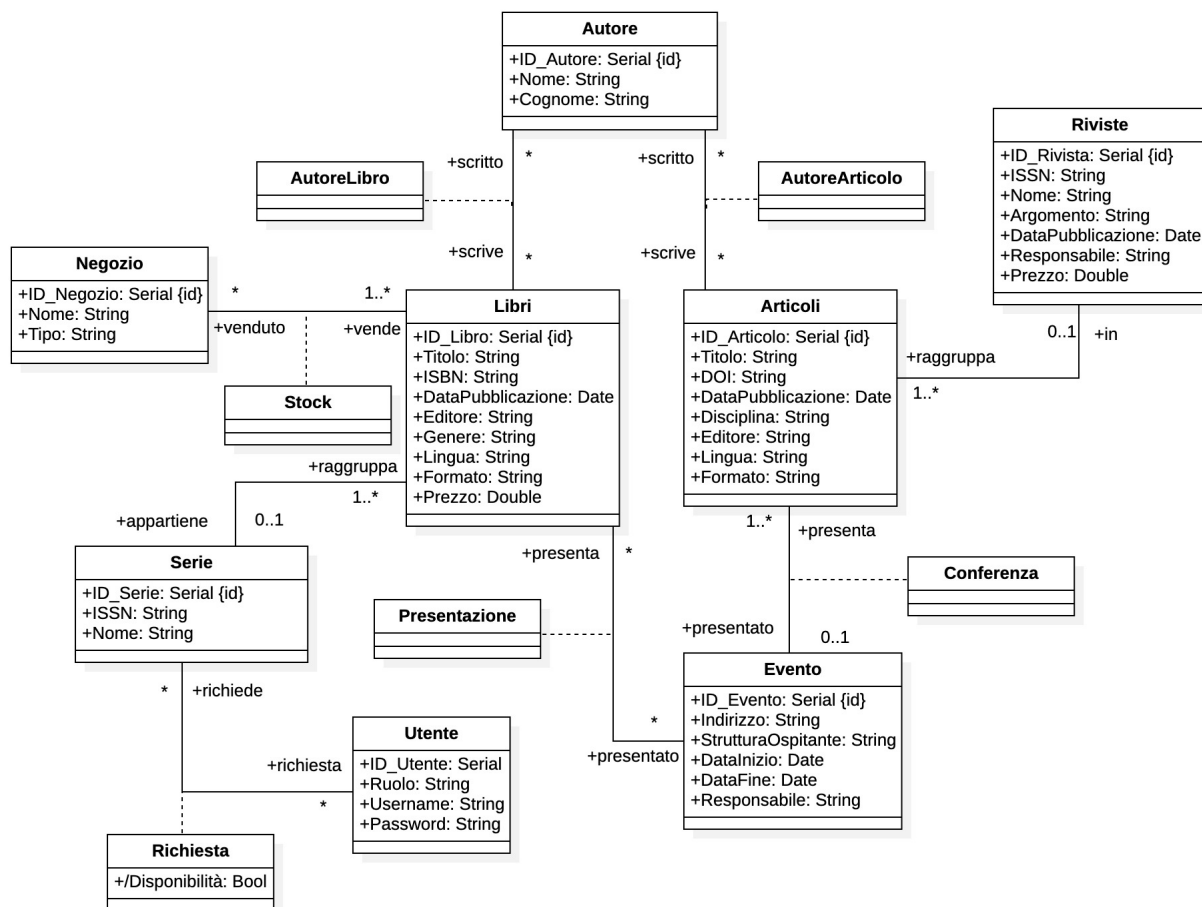 Autore
+ID_Autore: Serial {id}
+Nome: String
+Cognome: String
+scritto
*
+scritto
*
AutoreLibro
AutoreArticolo
+scrive
*
+scrive
*
Riviste
+ID_Rivista: Serial {id}
+ISSN: String
+Nome: String
+Argomento: String
+DataPubblicazione: Date
+Responsabile: String
+Prezzo: Double
Negozio
+ID_Negozio: Serial {id}
+Nome: String
+Tipo: String
*
+venduto
1..*
+vende
Stock
Libri
+ID_Libro: Serial {id}
+Titolo: String
+ISBN: String
+DataPubblicazione: Date
+Editore: String
+Genere: String
+Lingua: String
+Formato: String
+Prezzo: Double
Articoli
+ID_Articolo: Serial {id}
+Titolo: String
+DOI: String
+DataPubblicazione: Date
+Disciplina: String
+Editore: String
+Lingua: String
+Formato: String
0..1
+in
+raggruppa
1..*
+raggruppa
1..*
+appartiene
0..1
Serie
+ID_Serie: Serial {id}
+ISSN: String
+Nome: String
+presenta
*
1..*
+presenta
Presentazione
Conferenza
+presentato
0..1
*
+presentato
Evento
+ID_Evento: Serial {id}
+Indirizzo: String
+StrutturaOspitante: String
+DataInizio: Date
+DataFine: Date
+Responsabile: String
*
+richiede
+richiesta
*
Utente
+ID_Utente: Serial
+Ruolo: String
+Username: String
+Password: String
Richiesta
+/Disponibilità: Bool